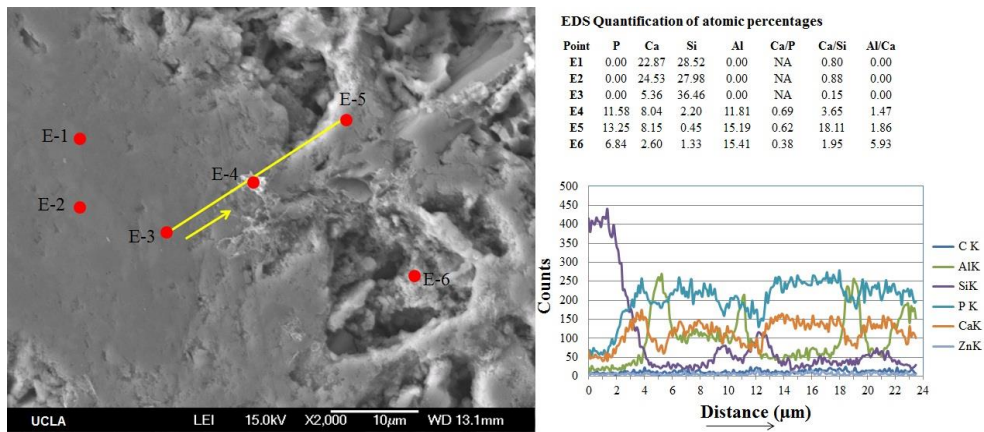 E-1
E-2
E-3
E-4
E-5
E-6
UCLA LEI 15.0kV X2,000 10µm WD 13.1mm
EDS Quantification of atomic percentages
Point P Ca Si Al Ca/P Ca/Si Al/Ca
E1 0.00 22.87 28.52 0.00 NA 0.80 0.00
E2 0.00 24.53 27.98 0.00 NA 0.88 0.00
E3 0.00 5.36 36.46 0.00 NA 0.15 0.00
E4 11.58 8.04 2.20 11.81 0.69 3.65 1.47
E5 13.25 8.15 0.45 15.19 0.62 18.11 1.86
E6 6.84 2.60 1.33 15.41 0.38 1.95 5.93
500
450
400
350
300
250
200
150
100
50
0
Counts
0 2 4 6 8 10 12 14 16 18 20 22 24
Distance (µm)
C K
AlK
SiK
P K
CaK
ZnK